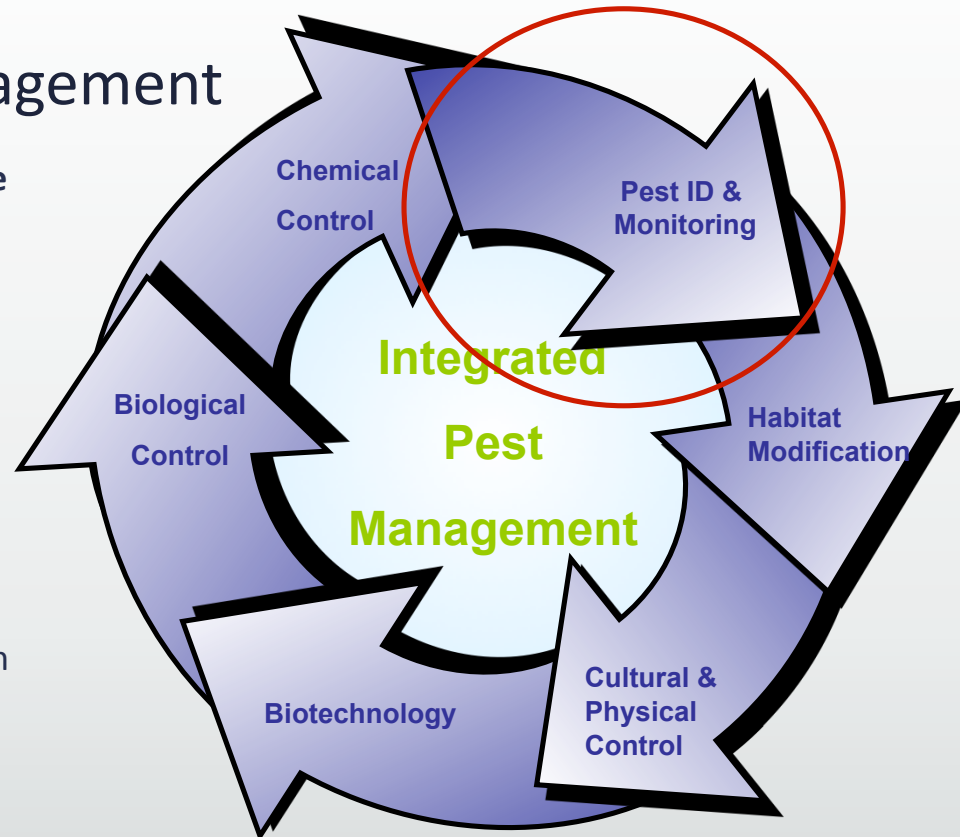 agement
e
Chemical
Control
Pest ID &
Monitoring
Integrated
Pest
Management
Biological
Control
Habitat
Modification
n
Cultural &
Physical
Control
Biotechnology